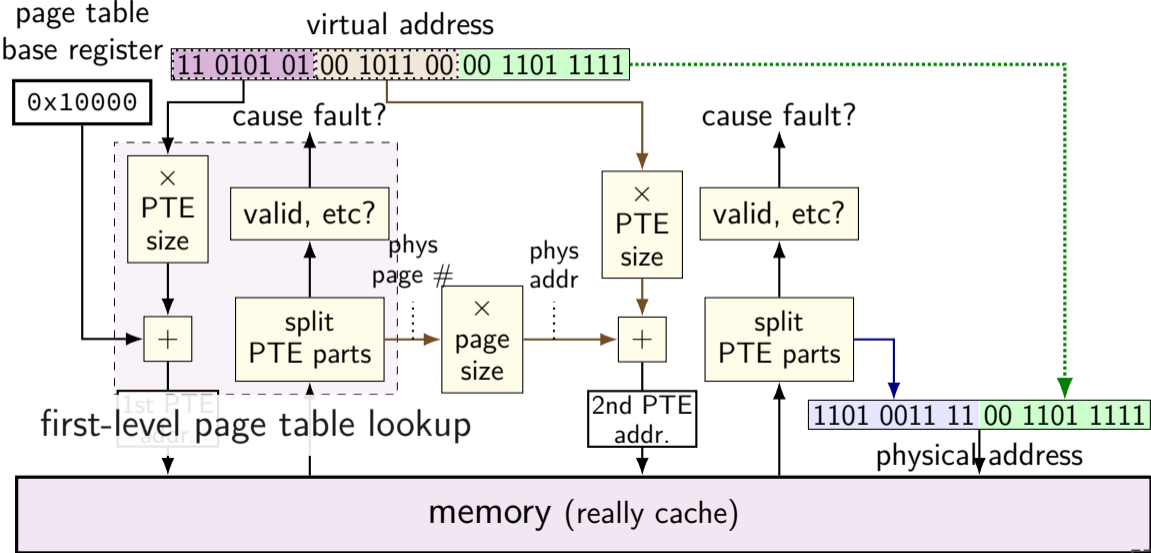 page table
base register
virtual address
11 0101 01 00 1011 00 00 1101 1111
0x10000
cause fault?
cause fault?
×
PTE
size
valid, etc?
×
PTE
size
valid, etc?
phys
page #
phys
addr
+
split
PTE parts
×
page
size
+
split
PTE parts
1st PTE
addr.
first-level page table lookup
2nd PTE
addr.
1101 0011 11 00 1101 1111
physical address
memory (really cache)